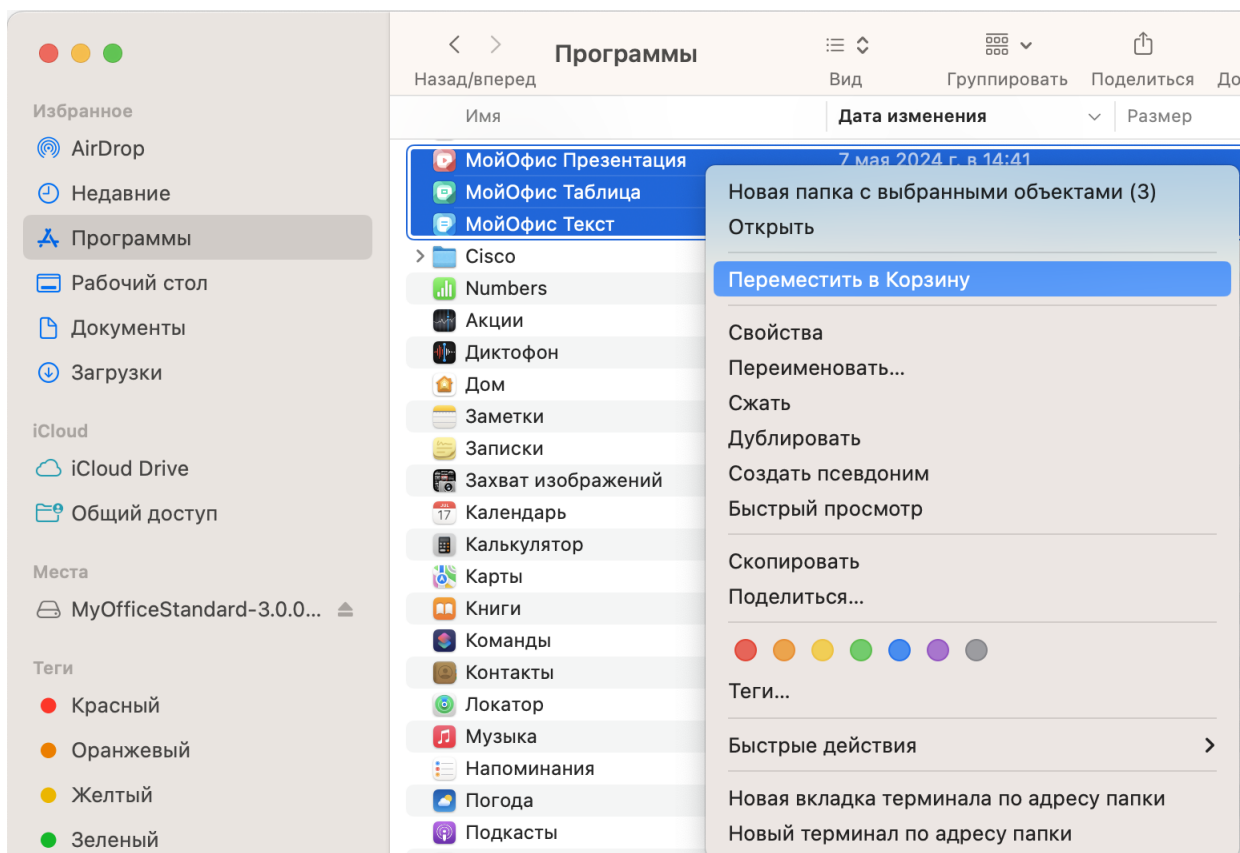 Избранное
AirDrop
Недавние
Программы
Рабочий стол
Документы
Загрузки
iCloud
iCloud Drive
Общий доступ
Места
MyOfficeStandard-3.0.0...
Теги
Красный
Оранжевый
Желтый
Зеленый
Программы
Назад/вперед
Вид
Группировать
Поделиться
До
Имя
Дата изменения
Размер
МойОфис Презентация
7 мая 2024 г. в 14:41
МойОфис Таблица
МойОфис Текст
Cisco
Numbers
Акции
Диктофон
Дом
Заметки
Записки
Захват изображений
Календарь
Калькулятор
Карты
Книги
Команды
Контакты
Локатор
Музыка
Напоминания
Погода
Подкасты
Новая папка с выбранными объектами (3)
Открыть
Переместить в Корзину
Свойства
Переименовать...
Сжать
Дублировать
Создать псевдоним
Быстрый просмотр
Скопировать
Поделиться...
Теги...
Быстрые действия
Новая вкладка терминала по адресу папки
Новый терминал по адресу папки